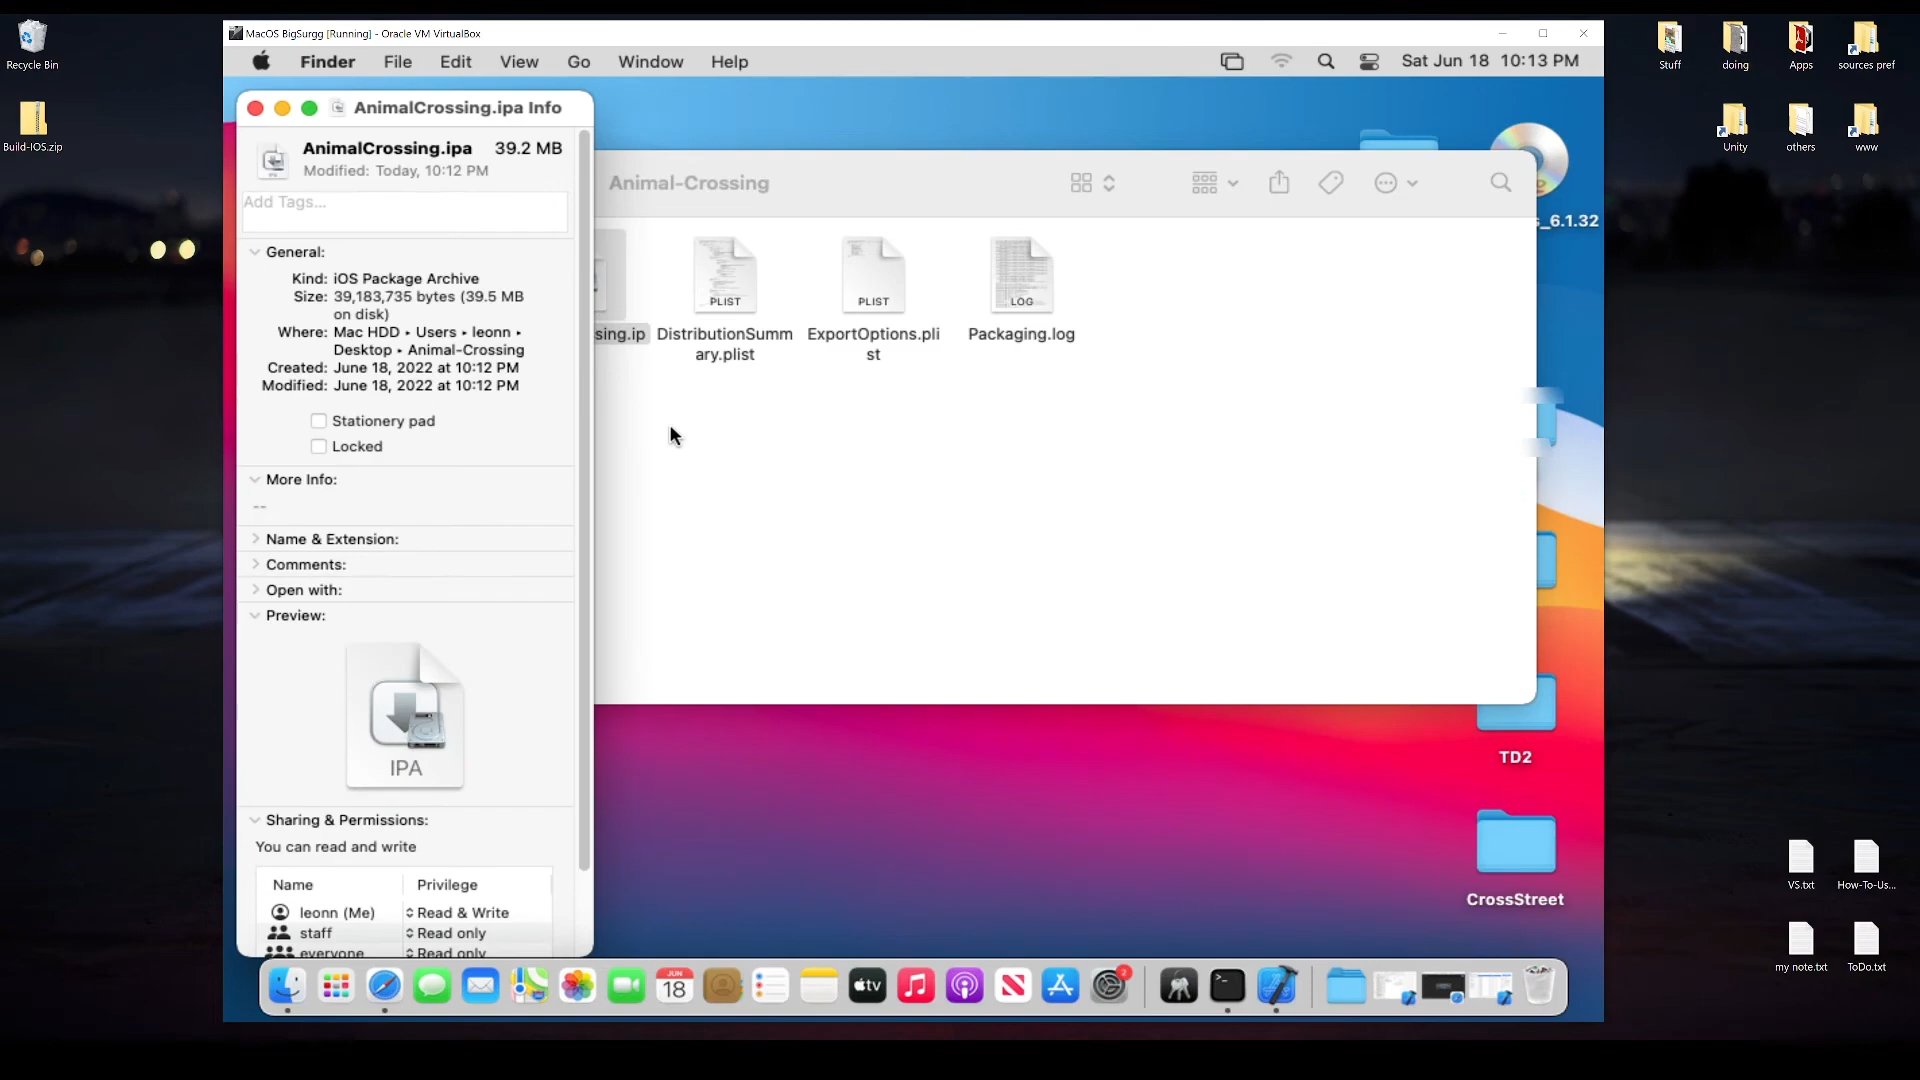 MacOS BigSurgg [Running] - Oracle VM VirtualBox
Finder File Edit View Go Window Help
Sat Jun 18 10:13 PM
Recycle Bin
Build-IOS.zip
Stuff
doing
Apps
sources pref
Unity
others
www
AnimalCrossing.ipa Info
AnimalCrossing.ipa 39.2 MB
Modified: Today, 10:12 PM
Add Tags...
General:
Kind: iOS Package Archive
Size: 39,183,735 bytes (39.5 MB
on disk)
Where: Mac HDD ▸ Users ▸ leonn ▸
Desktop ▸ Animal-Crossing
Created: June 18, 2022 at 10:12 PM
Modified: June 18, 2022 at 10:12 PM
Stationery pad
Locked
More Info:
--
Name & Extension:
Comments:
Open with:
Preview:
IPA
Sharing & Permissions:
You can read and write
Name Privilege
leonn (Me) Read & Write
staff Read only
everyone Read only
Animal-Crossing
sing.ip
PLIST
DistributionSumm
ary.plist
PLIST
ExportOptions.pli
st
LOG
Packaging.log
_6.1.32
TD2
CrossStreet
JUN
18
tv
2
VS.txt
How-To-Us...
my note.txt
ToDo.txt